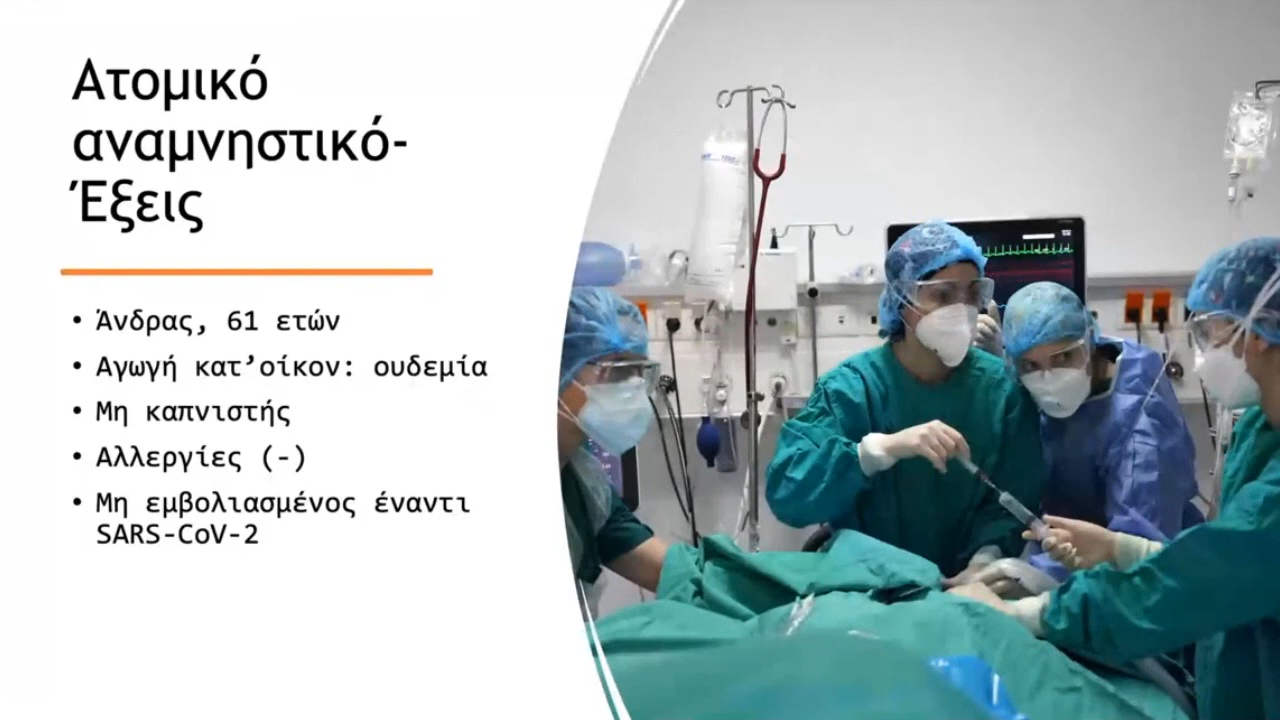 Ατομικό
αναμνηστικό-
Έξεις
• Άνδρας, 61 ετών
• Αγωγή κατ’οίκον: ουδεμία
• Μη καπνιστής
• Αλλεργίες (-)
• Μη εμβολιασμένος έναντι
SARS-CoV-2